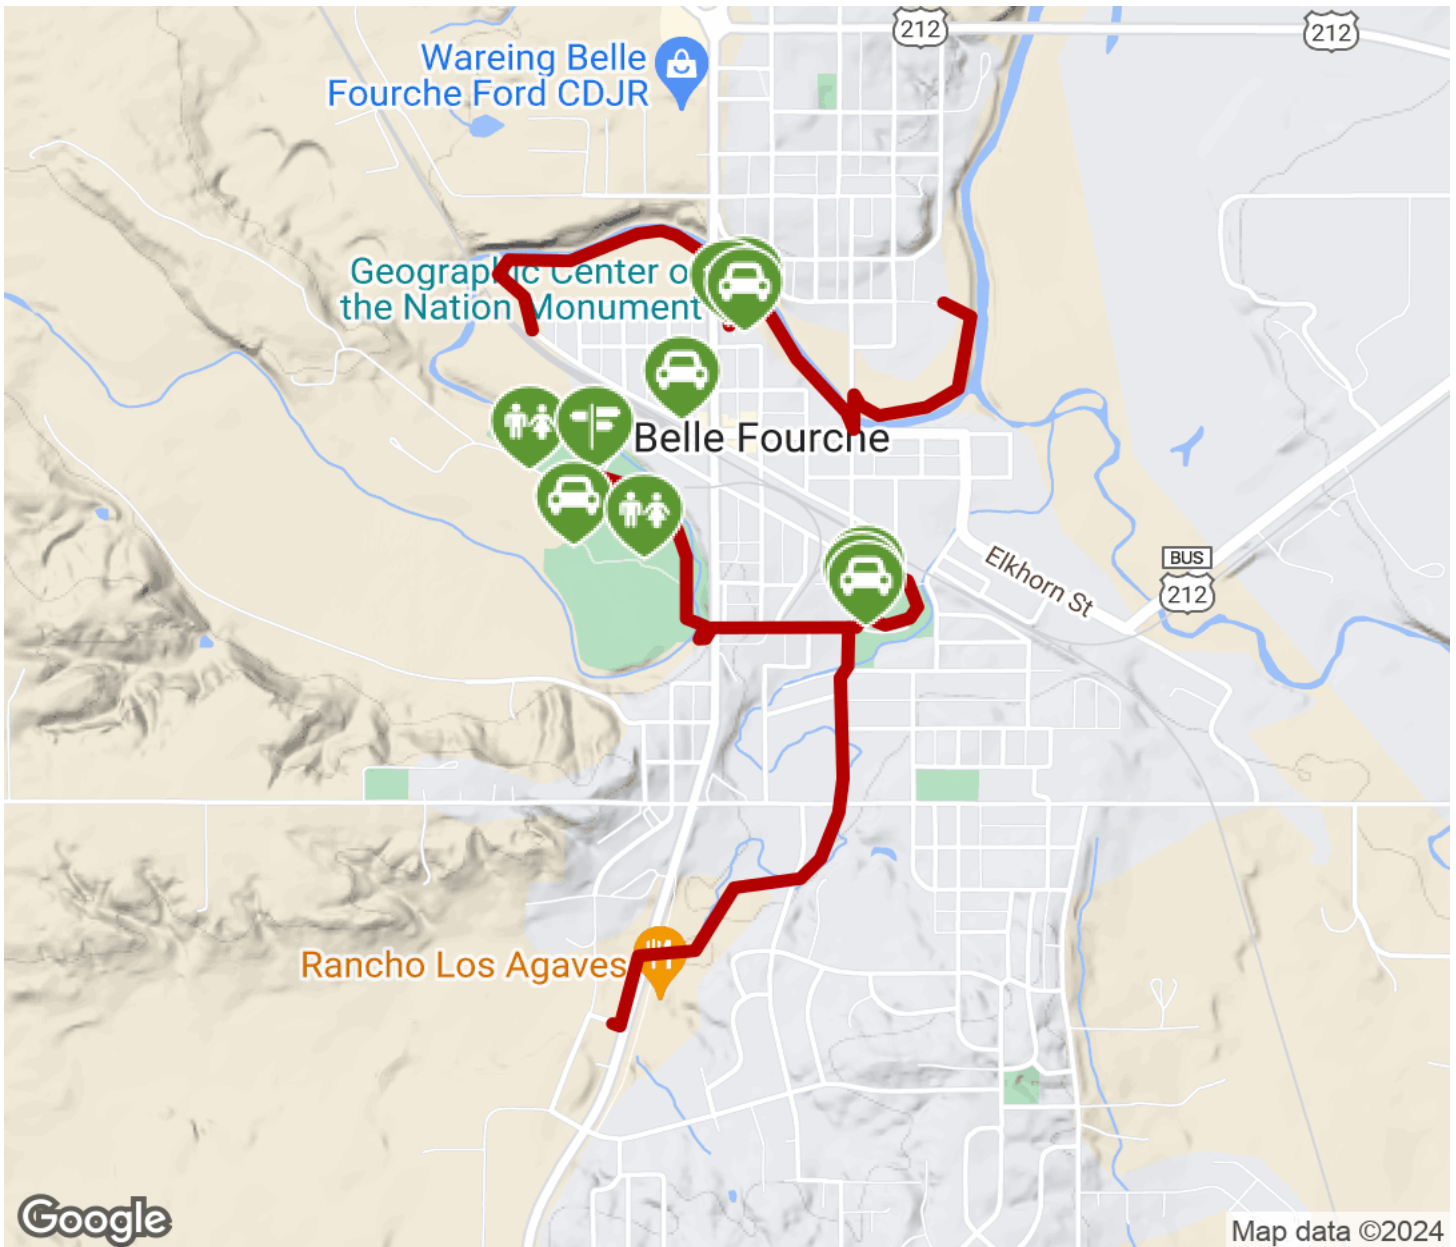 212
212
Wareing Belle
Fourche Ford CDJR
Geographic Center o
the Nation Monument
Belle Fourche
Elkhorn St
BUS
212
Rancho Los Agaves
Google
Map data ©2024